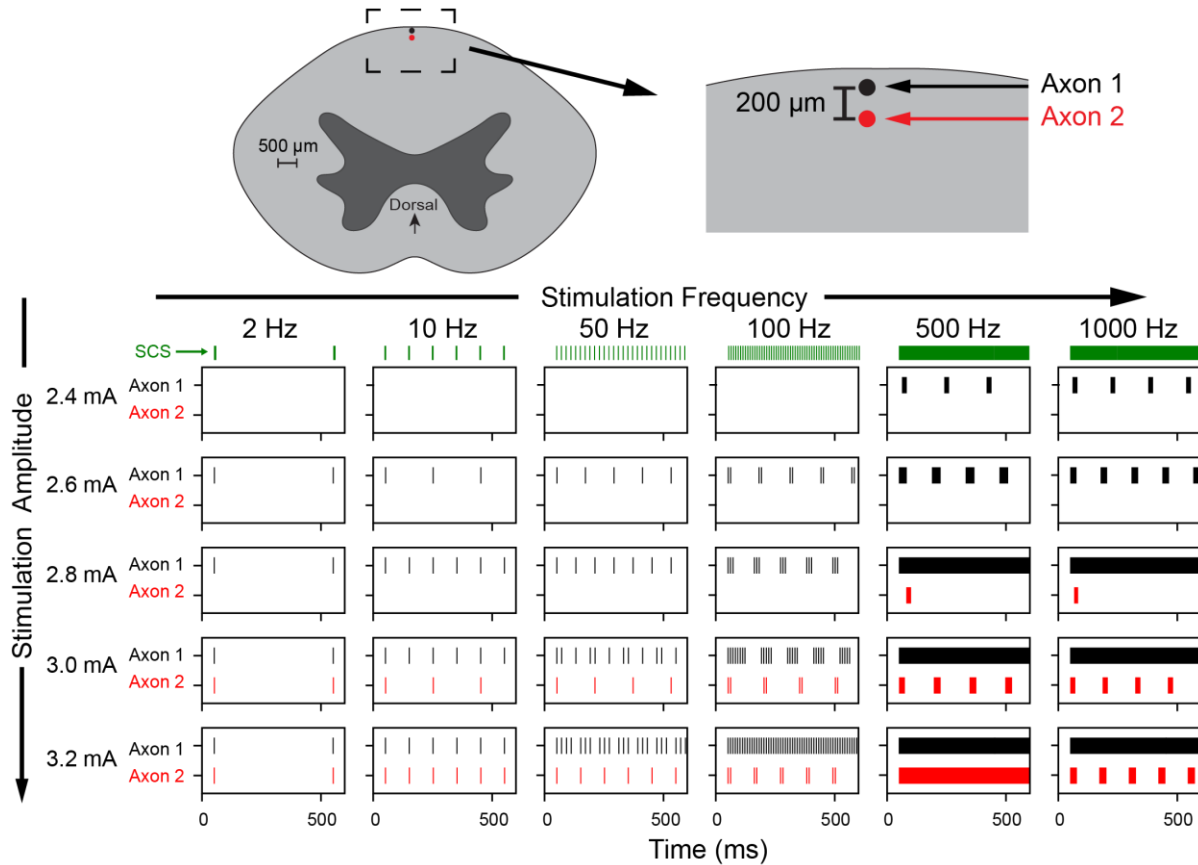 Axon 1
200 µm
Axon 2
500 µm
Dorsal
Stimulation Frequency
2 Hz 10 Hz 50 Hz 100 Hz 500 Hz 1000 Hz
SCS
Stimulation Amplitude
2.4 mA
Axon 1
Axon 2
2.6 mA
Axon 1
Axon 2
2.8 mA
Axon 1
Axon 2
3.0 mA
Axon 1
Axon 2
3.2 mA
Axon 1
Axon 2
0 500 0 500 0 500 0 500 0 500 0 500
Time (ms)